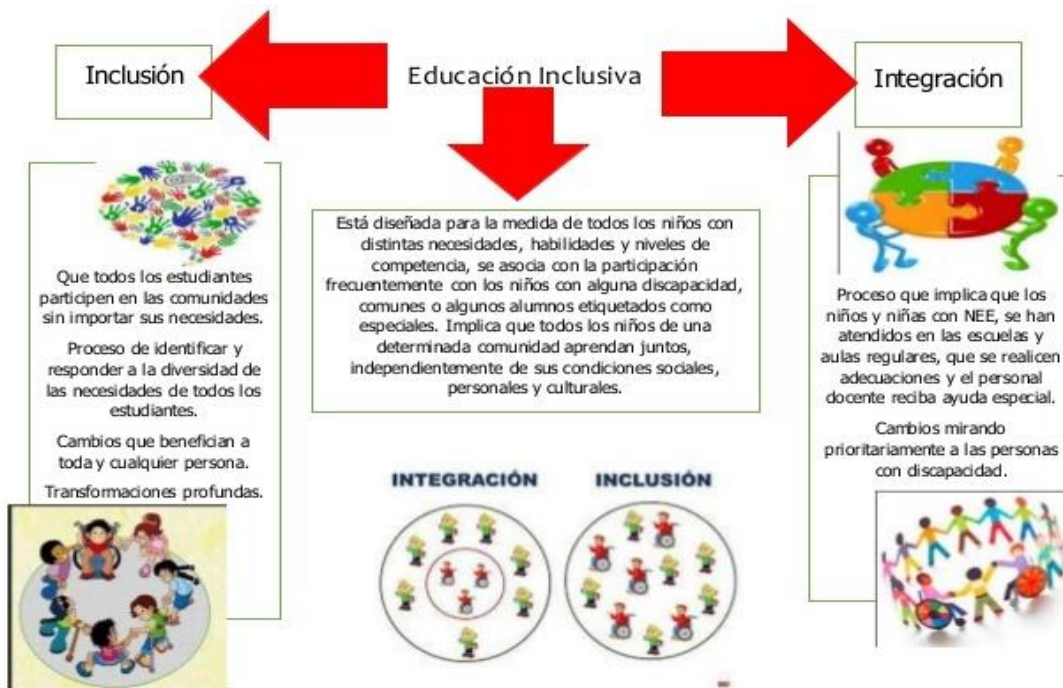 Inclusión
Educación Inclusiva
Integración
Que todos los estudiantes
participen en las comunidades
sin importar sus necesidades.
Proceso de identificar y
responder a la diversidad de
las necesidades de todos los
estudiantes.
Cambios que benefician a
toda y cualquier persona.
Transformaciones profundas.
Está diseñada para la medida de todos los niños con
distintas necesidades, habilidades y niveles de
competencia, se asocia con la participación
frecuentemente con los niños con alguna discapacidad,
comunes o algunos alumnos etiquetados como
especiales. Implica que todos los niños de una
determinada comunidad aprendan juntos,
independientemente de sus condiciones sociales,
personales y culturales.
INTEGRACIÓN
INCLUSIÓN
Proceso que implica que los
niños y niñas con NEE, se han
atendidos en las escuelas y
aulas regulares, que se realicen
adecuaciones y el personal
docente reciba ayuda especial.
Cambios mirando
prioritariamente a las personas
con discapacidad.